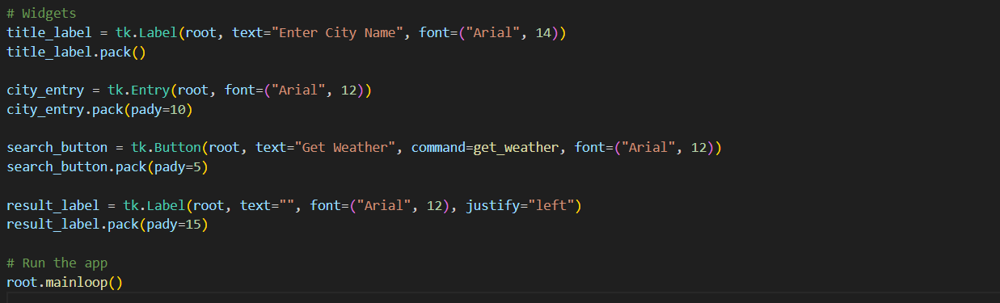 # Widgets
title_label = tk.Label(root, text="Enter City Name", font=("Arial", 14))
title_label.pack()
city_entry = tk.Entry(root, font=("Arial", 12))
city_entry.pack(pady=10)
search_button = tk.Button(root, text="Get Weather", command=get_weather, font=("Arial", 12))
search_button.pack(pady=5)
result_label = tk.Label(root, text="", font=("Arial", 12), justify="left")
result_label.pack(pady=15)
# Run the app
root.mainloop()